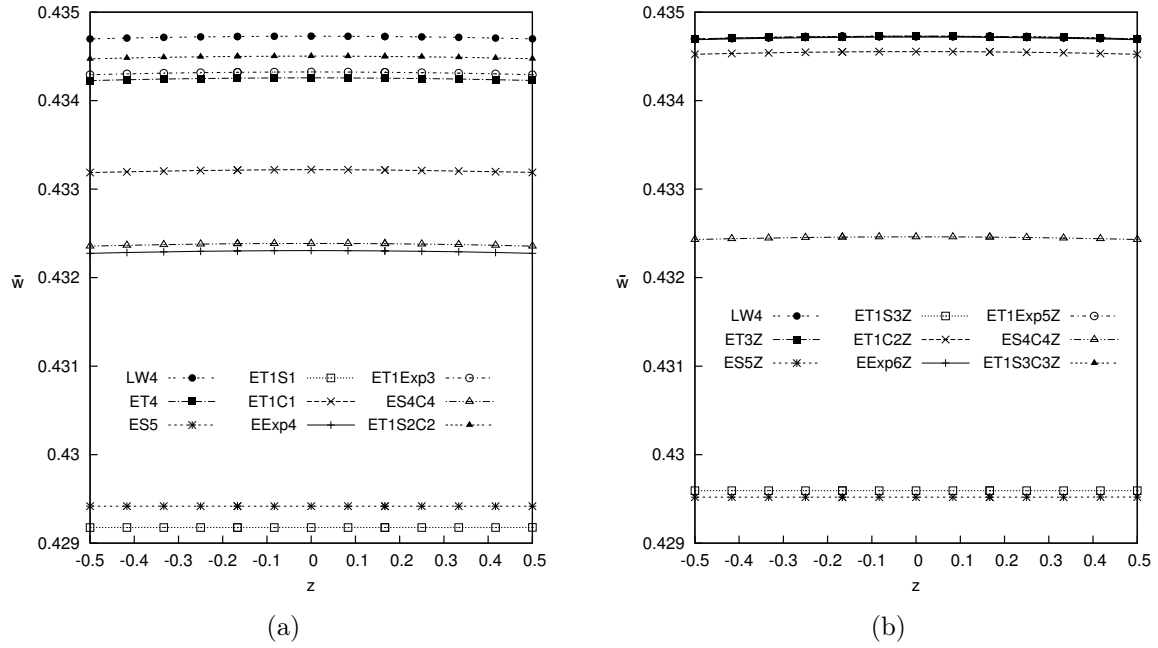 0.435
0.434
0.433
0.432
0.431
0.43
0.429
w̄
-0.5 -0.4 -0.3 -0.2 -0.1 0 0.1 0.2 0.3 0.4 0.5
z
LW4 ET1S1 ET1Exp3
ET4 ET1C1 ES4C4
ES5 EExp4 ET1S2C2
(a)
0.435
0.434
0.433
0.432
0.431
0.43
0.429
w̄
-0.5 -0.4 -0.3 -0.2 -0.1 0 0.1 0.2 0.3 0.4 0.5
z
LW4 ET1S3Z ET1Exp5Z
ET3Z ET1C2Z ES4C4Z
ES5Z EExp6Z ET1S3C3Z
(b)